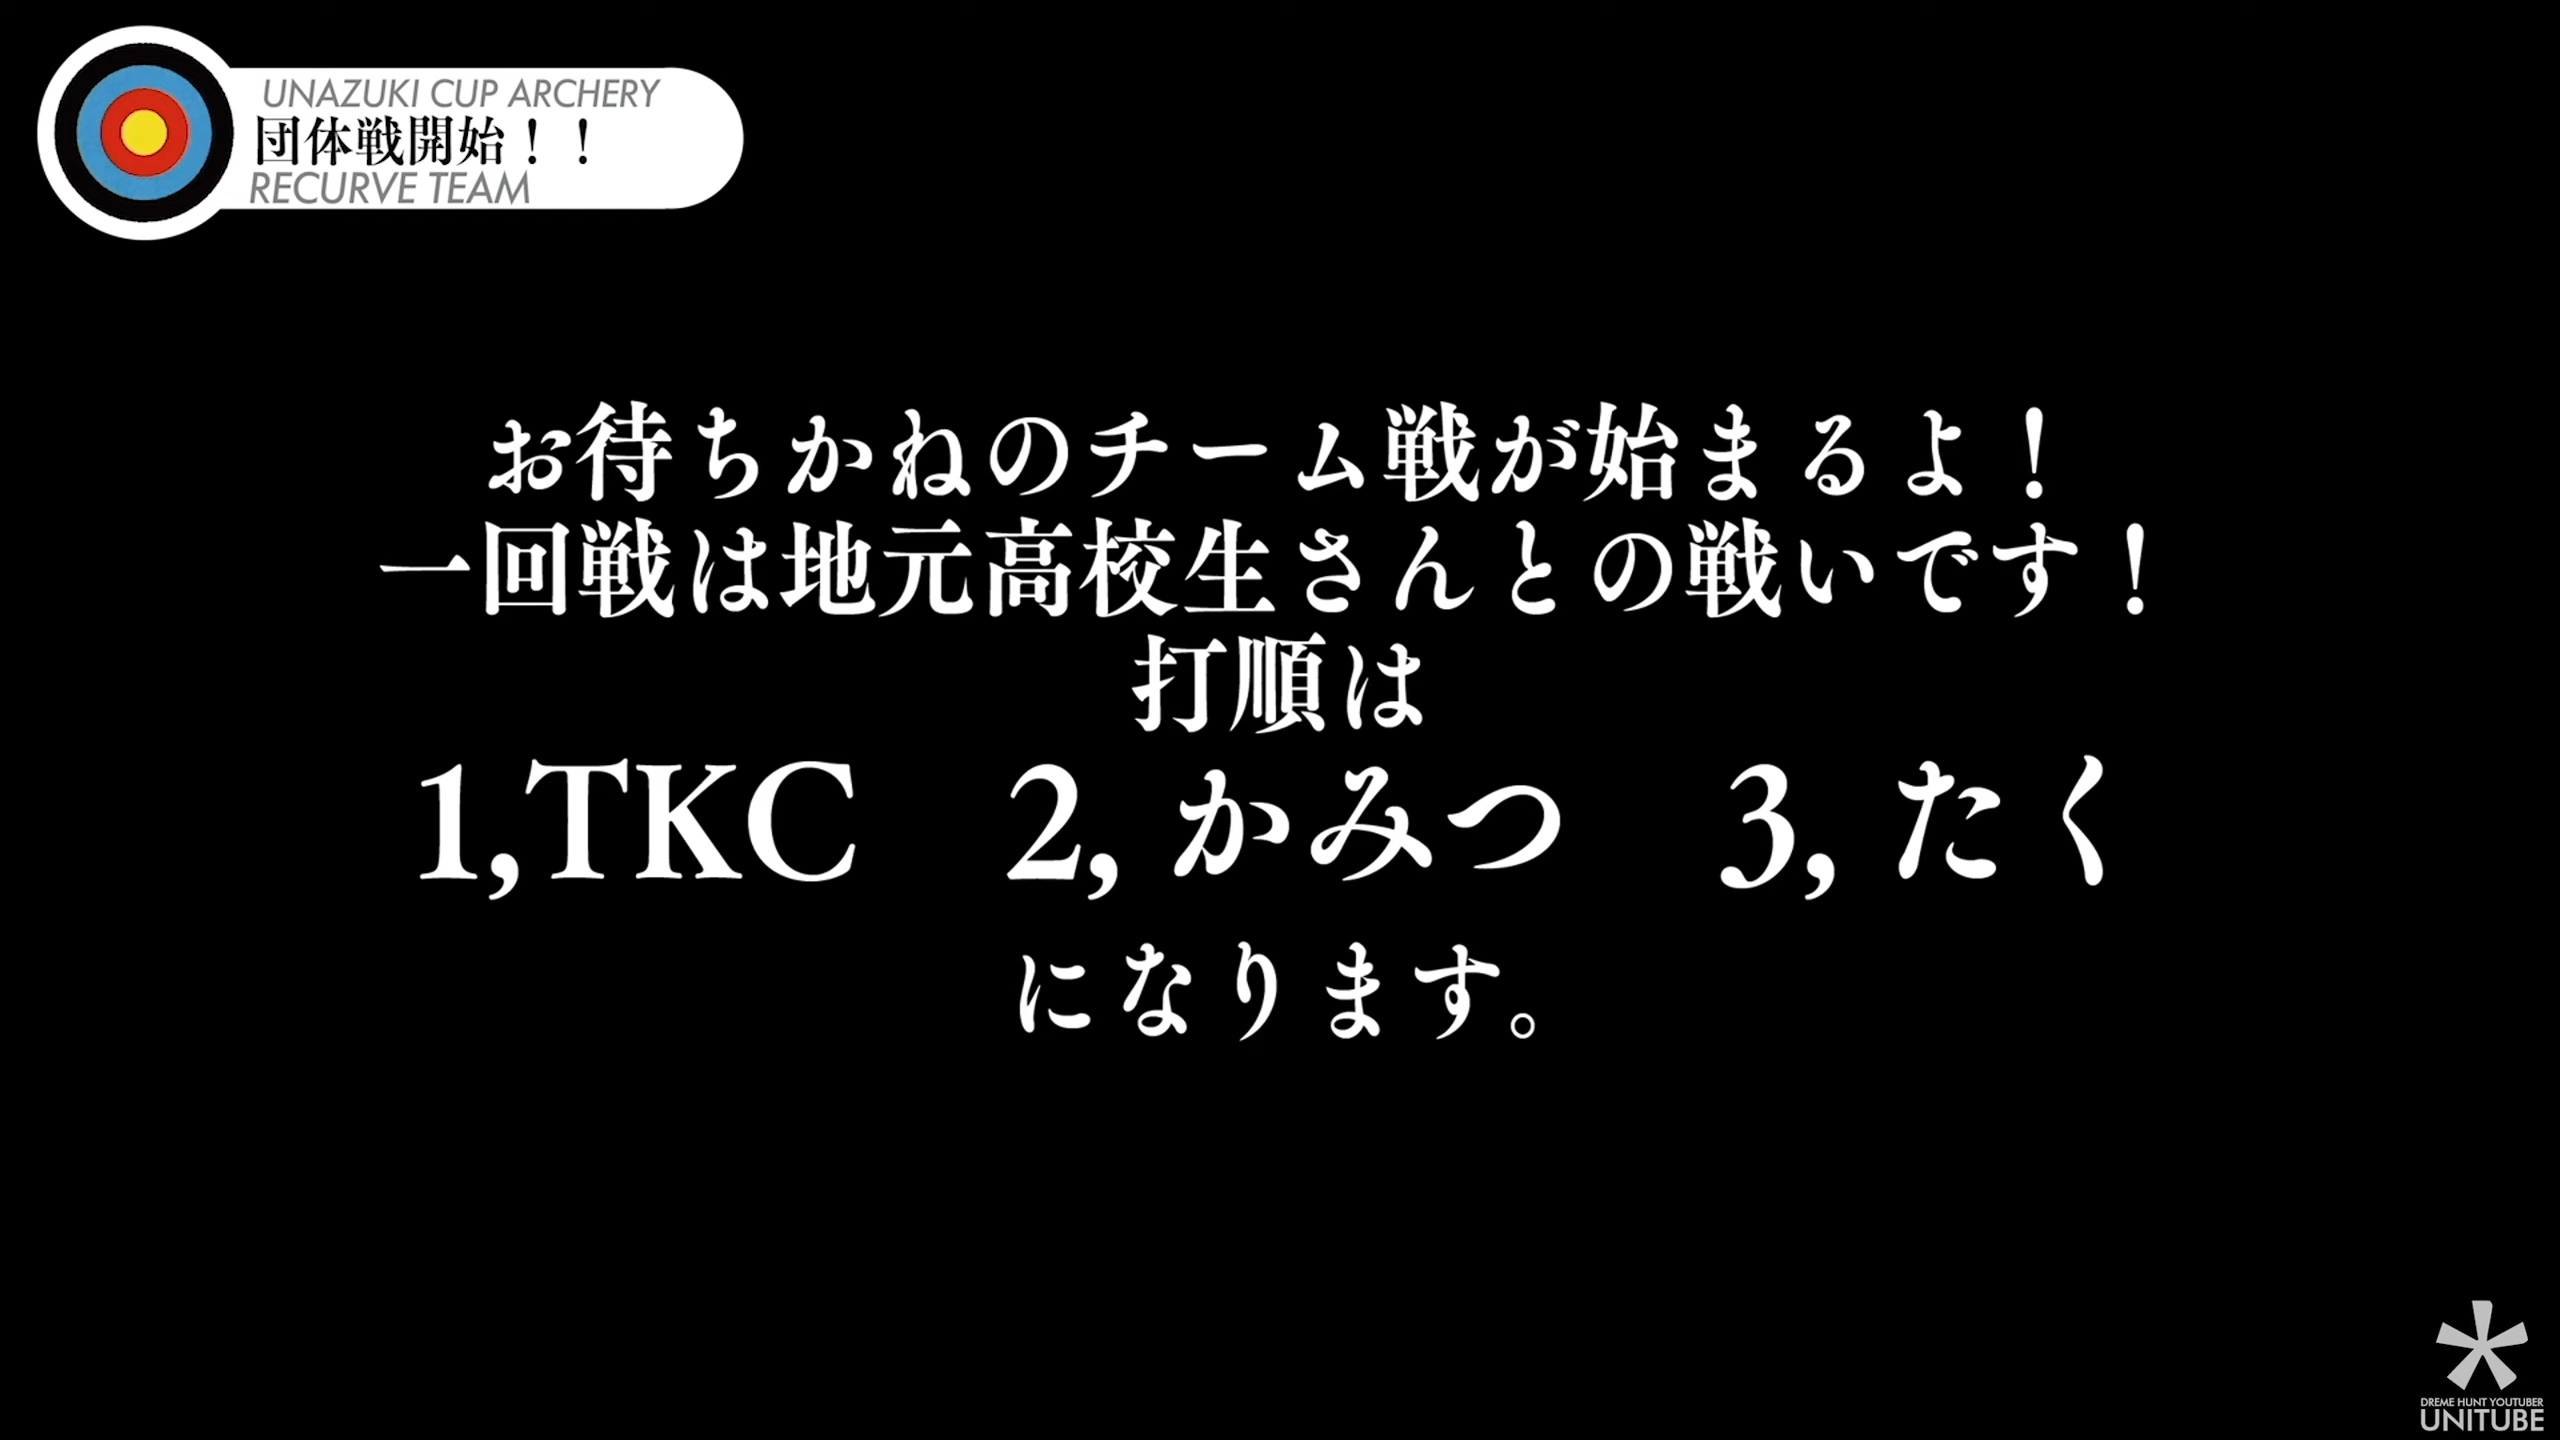 UNAZUKI CUP ARCHERY
団体戦開始！！
RECURVE TEAM
お待ちかねのチーム戦が始まるよ！
一回戦は地元高校生さんとの戦いです！
打順は
1,TKC 2, かみつ 3, たく
になります。
DREME HUNT YOUTUBER
UNITUBE